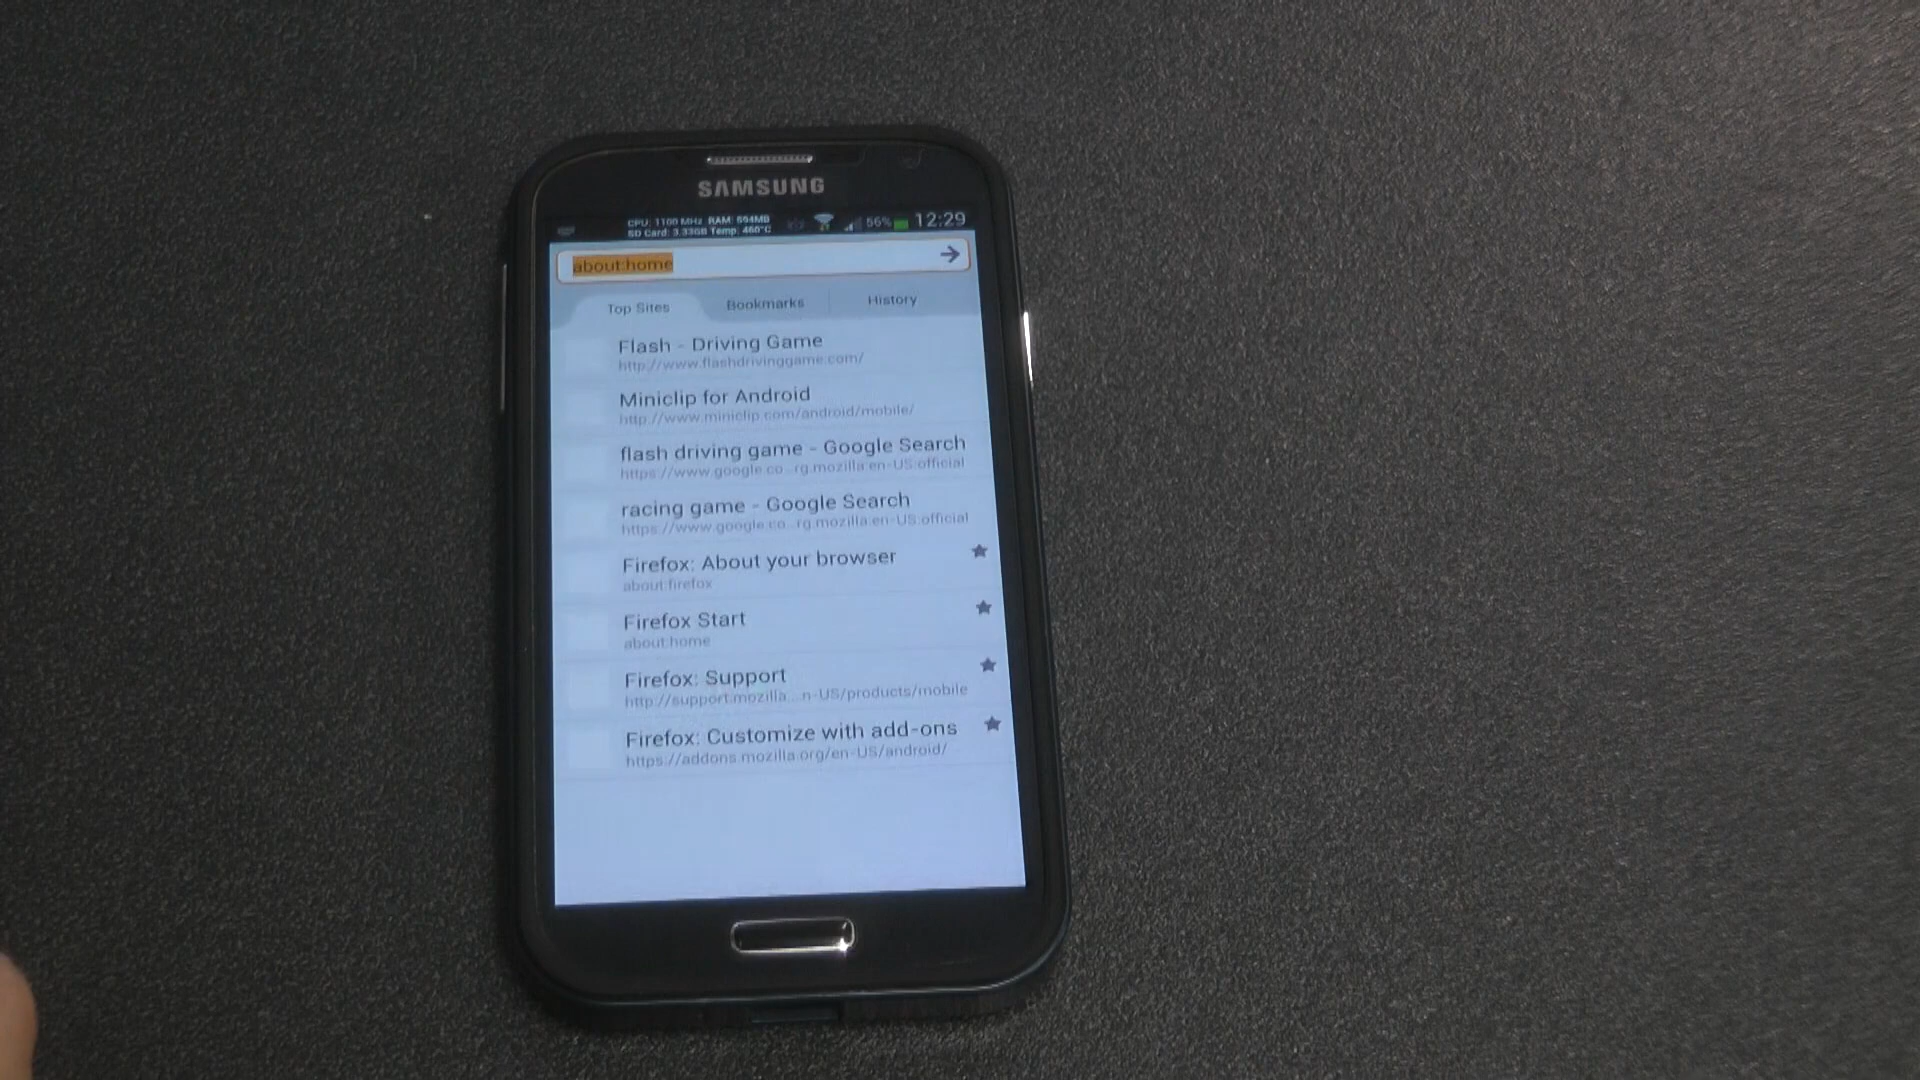 SAMSUNG
CPU: 1100 MHz RAM: 594MB
SD Card: 3.33GB Temp: 460°C
56%
12:29
about:home
Top Sites
Bookmarks
History
Flash - Driving Game
http://www.flashdrivinggame.com/
Miniclip for Android
http://www.miniclip.com/android/mobile/
flash driving game - Google Search
https://www.google.co...rg.mozilla:en-US:official
racing game - Google Search
https://www.google.co...rg.mozilla:en-US:official
Firefox: About your browser
about:firefox
Firefox Start
about:home
Firefox: Support
http://support.mozilla....n-US/products/mobile
Firefox: Customize with add-ons
https://addons.mozilla.org/en-US/android/